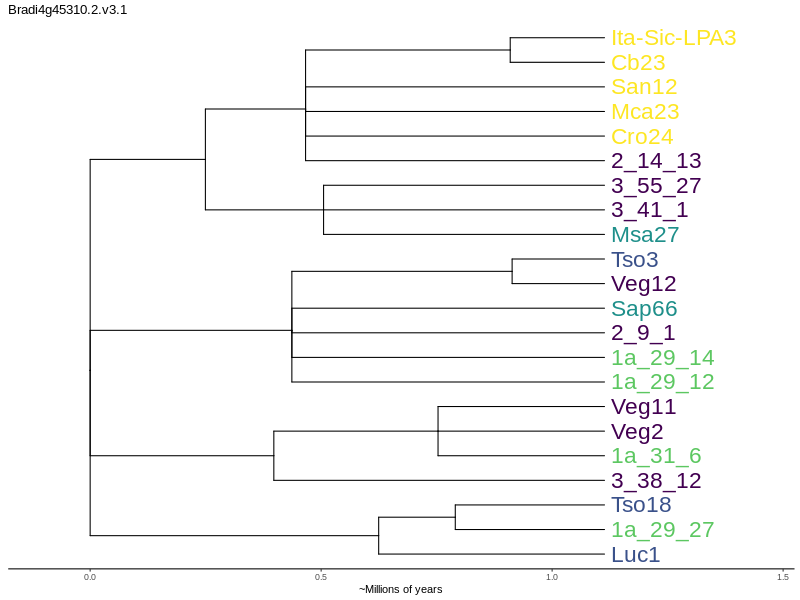 Bradi4g45310.2.v3.1
Ita-Sic-LPA3
Cb23
San12
Mca23
Cro24
2_14_13
3_55_27
3_41_1
Msa27
Tso3
Veg12
Sap66
2_9_1
1a_29_14
1a_29_12
Veg11
Veg2
1a_31_6
3_38_12
Tso18
1a_29_27
Luc1
0.0 0.5 1.0 1.5
~Millions of years